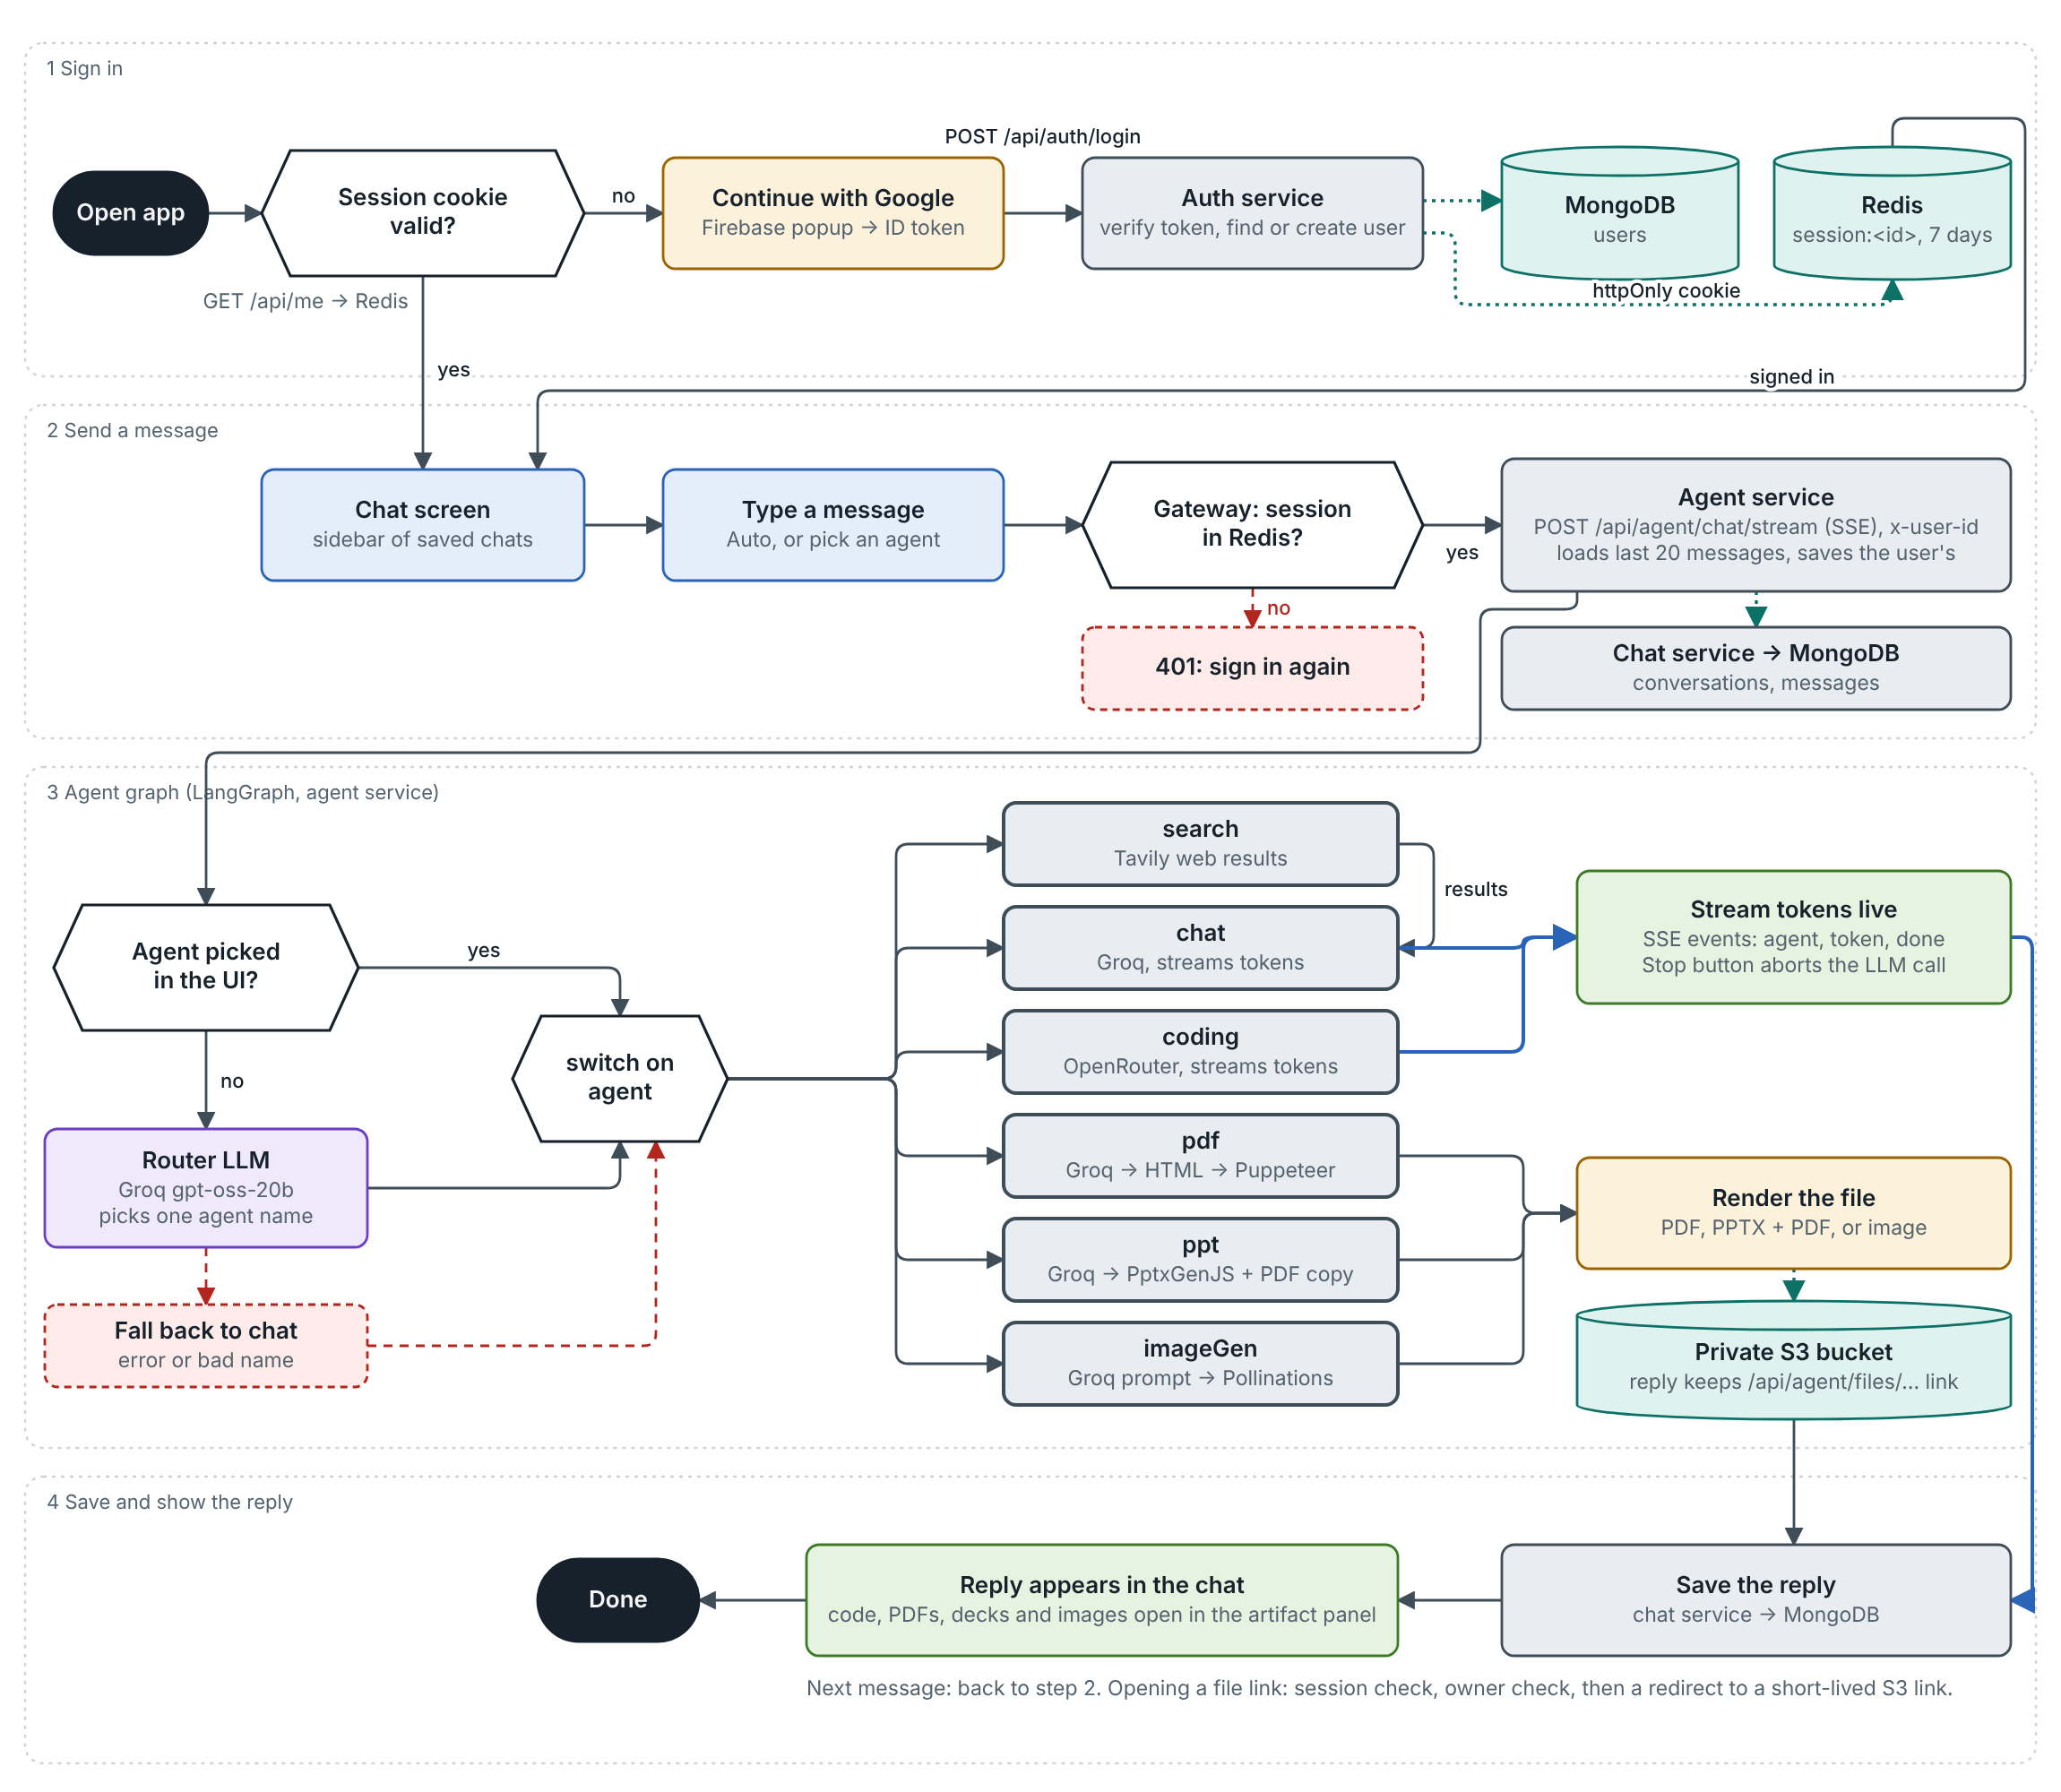 1 Sign in
POST /api/auth/login
Open app
Session cookie
valid?
no
Continue with Google
Firebase popup → ID token
Auth service
verify token, find or create user
MongoDB
users
Redis
session:<id>, 7 days
httpOnly cookie
GET /api/me → Redis
yes
signed in
2 Send a message
Chat screen
sidebar of saved chats
Type a message
Auto, or pick an agent
Gateway: session
in Redis?
yes
Agent service
POST /api/agent/chat/stream (SSE), x-user-id
loads last 20 messages, saves the user's
no
401: sign in again
Chat service → MongoDB
conversations, messages
3 Agent graph (LangGraph, agent service)
Agent picked
in the UI?
yes
no
switch on
agent
Router LLM
Groq gpt-oss-20b
picks one agent name
Fall back to chat
error or bad name
search
Tavily web results
results
chat
Groq, streams tokens
coding
OpenRouter, streams tokens
pdf
Groq → HTML → Puppeteer
ppt
Groq → PptxGenJS + PDF copy
imageGen
Groq prompt → Pollinations
Stream tokens live
SSE events: agent, token, done
Stop button aborts the LLM call
Render the file
PDF, PPTX + PDF, or image
Private S3 bucket
reply keeps /api/agent/files/... link
4 Save and show the reply
Done
Reply appears in the chat
code, PDFs, decks and images open in the artifact panel
Save the reply
chat service → MongoDB
Next message: back to step 2. Opening a file link: session check, owner check, then a redirect to a short-lived S3 link.